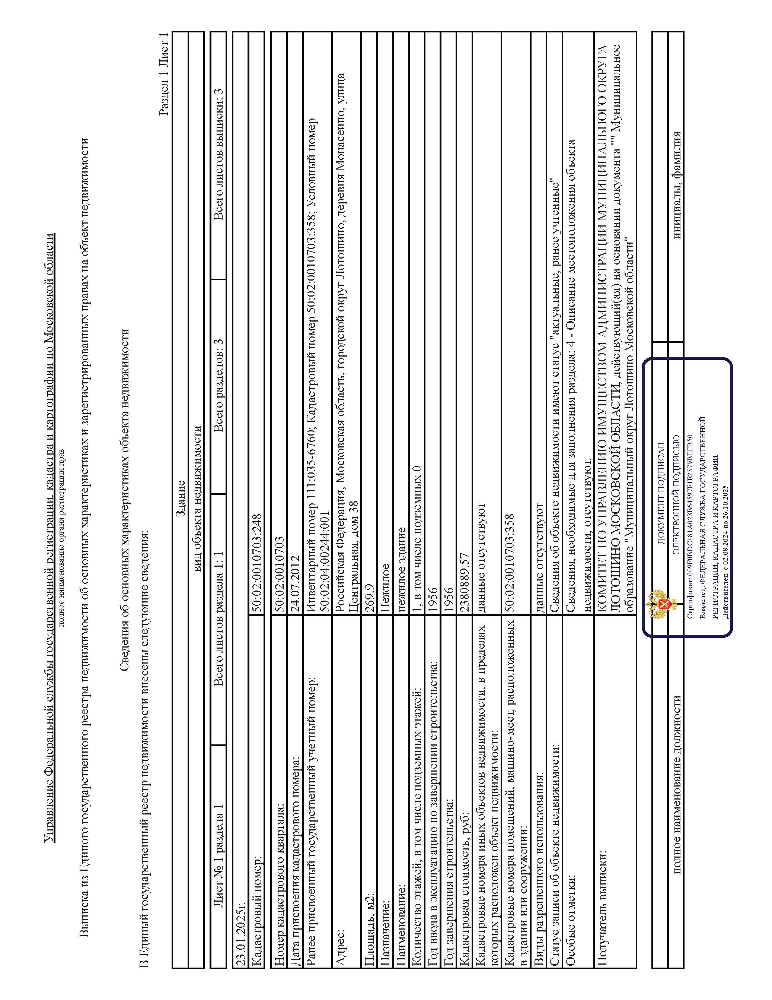 Управление Федеральной службы государственной регистрации, кадастра и картографии по Московской области
полное наименование органа регистрации прав
Выписка из Единого государственного реестра недвижимости об основных характеристиках и зарегистрированных правах на объект недвижимости
Сведения об основных характеристиках объекта недвижимости
В Единый государственный реестр недвижимости внесены следующие сведения:
Раздел 1 Лист 1
Здание
вид объекта недвижимости
Лист № 1 раздела 1 Всего листов раздела 1: 1 Всего разделов: 3 Всего листов выписки: 3
23.01.2025г.
Кадастровый номер: 50:02:0010703:248
Номер кадастрового квартала: 50:02:0010703
Дата присвоения кадастрового номера: 24.07.2012
Ранее присвоенный государственный учетный номер: Инвентарный номер 111:035-6760; Кадастровый номер 50:02:0010703:358; Условный номер
50:02:04:00244:001
Адрес: Российская Федерация, Московская область, городской округ Лотошино, деревня Монасеино, улица
Центральная, дом 38
Площадь, м2: 269.9
Назначение: Нежилое
Наименование: нежилое здание
Количество этажей, в том числе подземных этажей: 1, в том числе подземных 0
Год ввода в эксплуатацию по завершении строительства: 1956
Год завершения строительства: 1956
Кадастровая стоимость, руб: 2380889.57
Кадастровые номера иных объектов недвижимости, в пределах данные отсутствуют
которых расположен объект недвижимости:
Кадастровые номера помещений, машино-мест, расположенных 50:02:0010703:358
в здании или сооружении:
Виды разрешенного использования: данные отсутствуют
Статус записи об объекте недвижимости: Сведения об объекте недвижимости имеют статус "актуальные, ранее учтенные"
Особые отметки: Сведения, необходимые для заполнения раздела: 4 - Описание местоположения объекта
недвижимости, отсутствуют.
Получатель выписки: КОМИТЕТ ПО УПРАВЛЕНИЮ ИМУЩЕСТВОМ АДМИНИСТРАЦИИ МУНИЦИПАЛЬНОГО ОКРУГА
ЛОТОШИНО МОСКОВСКОЙ ОБЛАСТИ, действующий(ая) на основании документа "" Муниципальное
образование "Муниципальный округ Лотошино Московской области"
полное наименование должности инициалы, фамилия
ДОКУМЕНТ ПОДПИСАН
ЭЛЕКТРОННОЙ ПОДПИСЬЮ
Сертификат: 009F0BDC181A023B64597F1E2579BEFB50
Владелец: ФЕДЕРАЛЬНАЯ СЛУЖБА ГОСУДАРСТВЕННОЙ
РЕГИСТРАЦИИ, КАДАСТРА И КАРТОГРАФИИ
Действителен: с 02.08.2024 по 26.10.2025